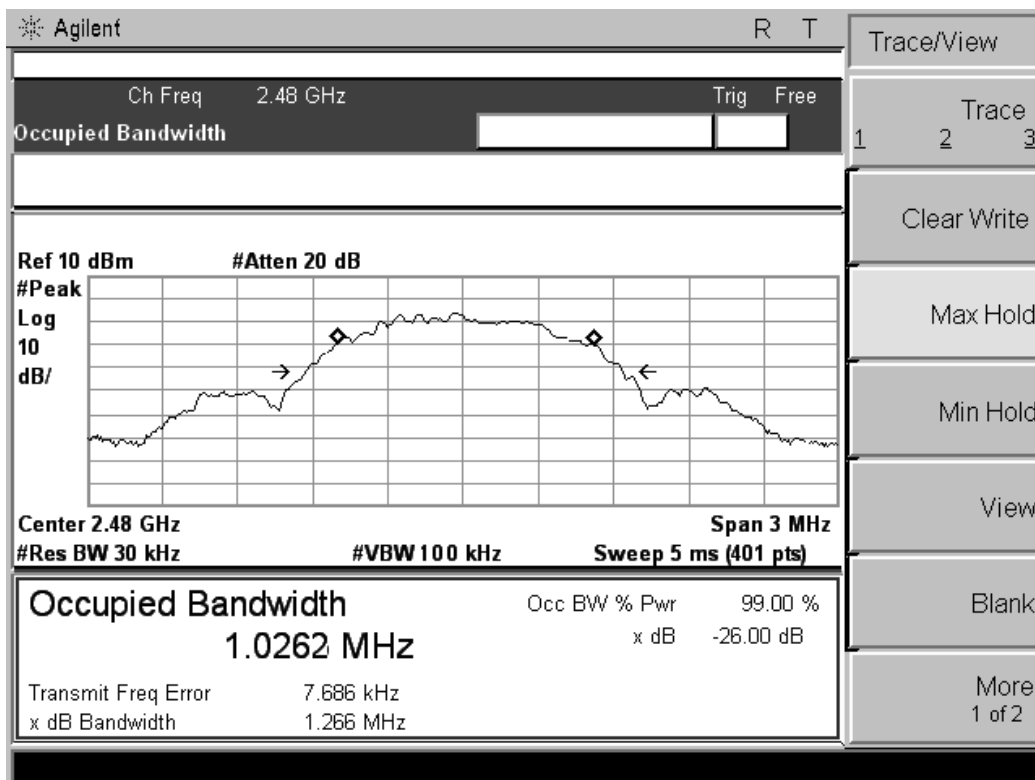 Agilent R T
Ch Freq 2.48 GHz Trig Free
Occupied Bandwidth
Ref 10 dBm #Atten 20 dB
#Peak
Log
10
dB/
Center 2.48 GHz Span 3 MHz
#Res BW 30 kHz #VBW 100 kHz Sweep 5 ms (401 pts)
Occupied Bandwidth
1.0262 MHz
Occ BW % Pwr 99.00 %
x dB -26.00 dB
Transmit Freq Error 7.686 kHz
x dB Bandwidth 1.266 MHz
Trace/View
Trace
1 2 3
Clear Write
Max Hold
Min Hold
View
Blank
More
1 of 2